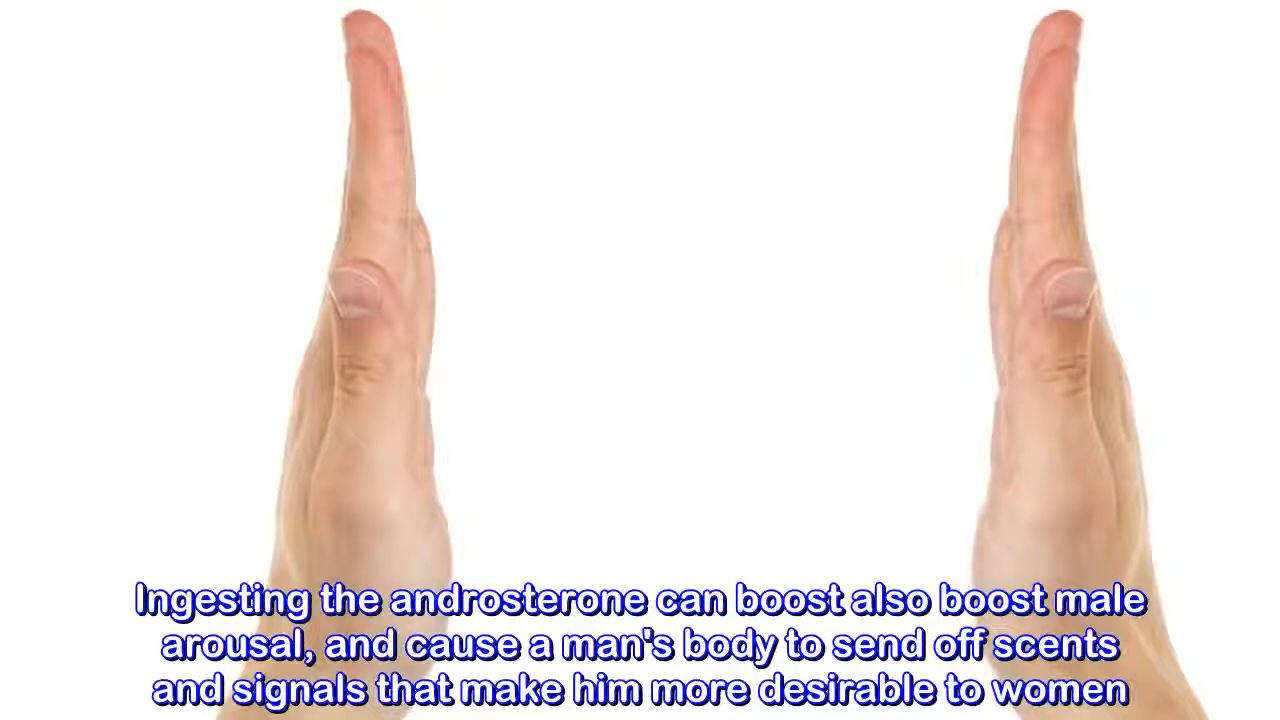 Ingesting the androsterone can boost also boost male
arousal, and cause a man's body to send off scents
and signals that make him more desirable to women